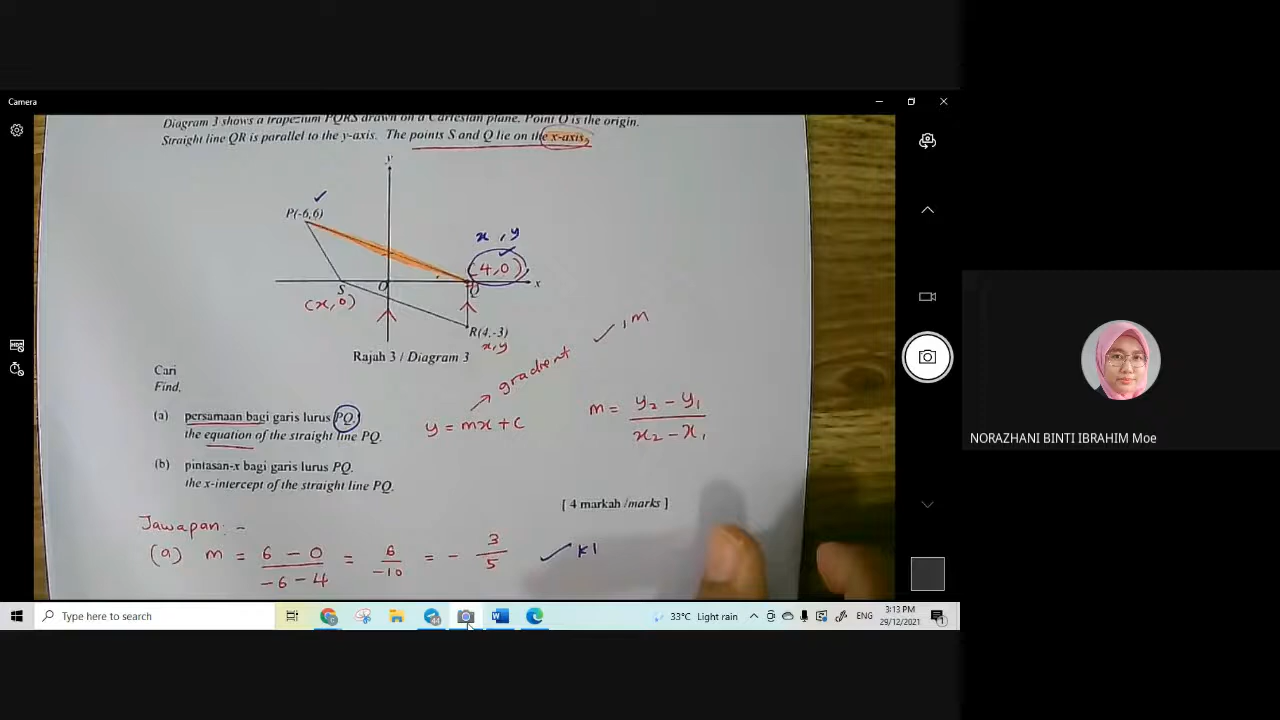 Camera
Diagram 3 shows a trapezium PQRS drawn on a Cartesian plane. Point O is the origin.
Straight line QR is parallel to the y-axis. The points S and Q lie on the x-axis.
y
P(-6,6)
x, y
(4,0)
S
O
Q
x
(x, 0)
R(4,-3)
x, y
Rajah 3 / Diagram 3
gradient
, m
Cari
Find,
(a) persamaan bagi garis lurus PQ.
the equation of the straight line PQ.
y = mx + c
m = y₂ - y₁
x₂ - x₁
(b) pintasan-x bagi garis lurus PQ.
the x-intercept of the straight line PQ.
[ 4 markah /marks ]
Jawapan: -
(a) m = 6 - 0 = 6 = - 3 K1
-6 - 4 -10 5
NORAZHANI BINTI IBRAHIM Moe
Type here to search
33°C Light rain
ENG
3:13 PM
29/12/2021